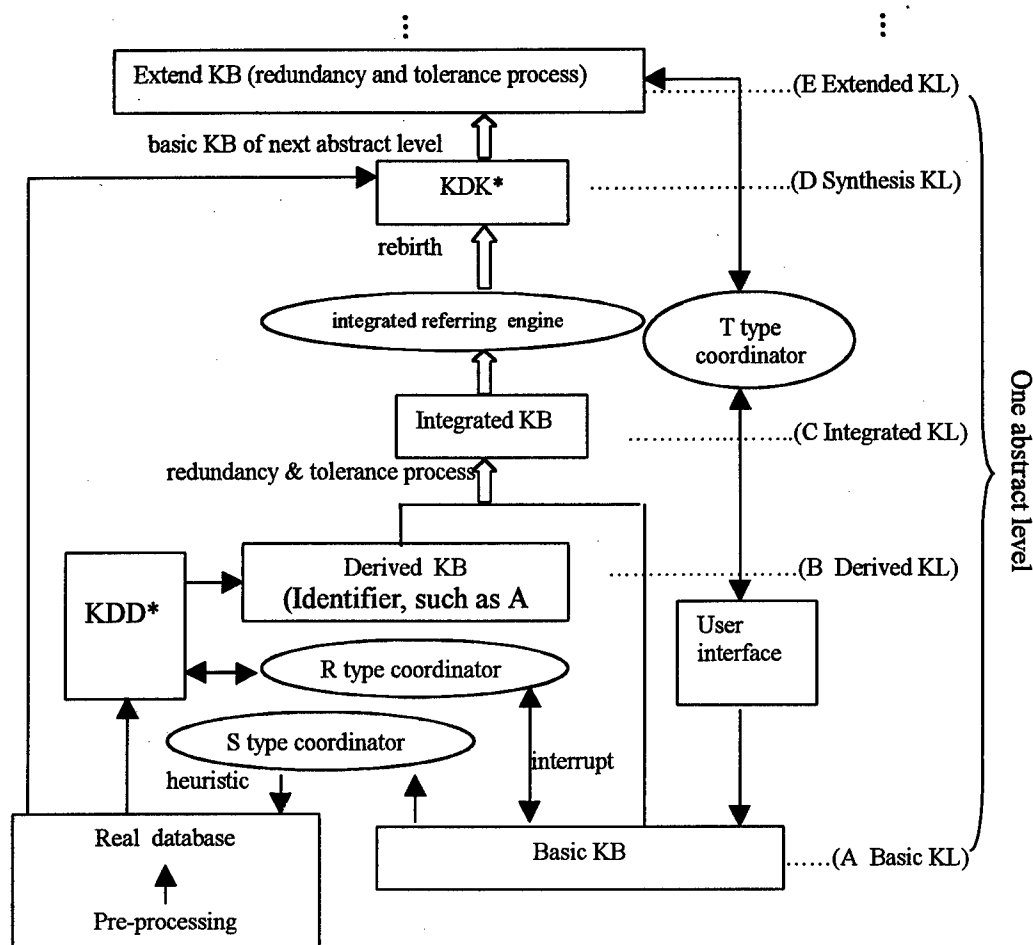 Extend KB (redundancy and tolerance process)
............(E Extended KL)
basic KB of next abstract level
KDK*
....................(D Synthesis KL)
rebirth
integrated referring engine
T type
coordinator
Integrated KB
................(C Integrated KL)
redundancy & tolerance process
One abstract level
Derived KB
(Identifier, such as A
...................(B Derived KL)
KDD*
User
interface
R type coordinator
S type coordinator
heuristic
interrupt
Real database
Basic KB
......(A Basic KL)
Pre-processing